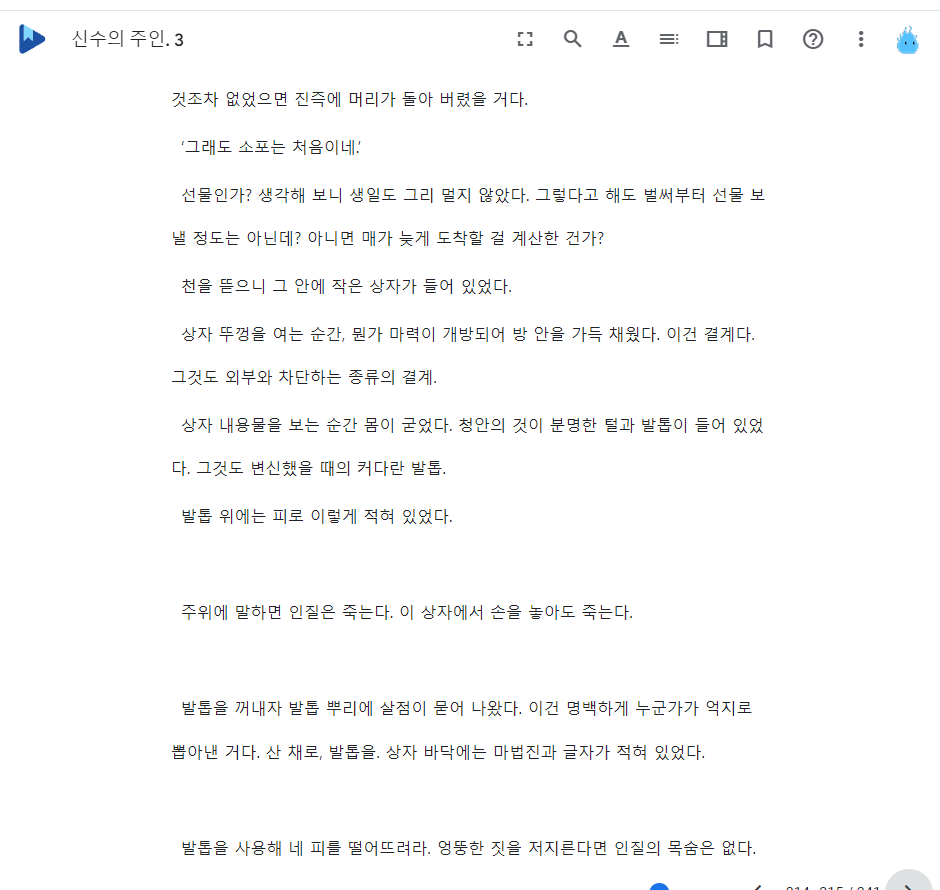 신수의 주인. 3
것조차 없었으면 진즉에 머리가 돌아 버렸을 거다.
‘그래도 소포는 처음이네.’
선물인가? 생각해 보니 생일도 그리 멀지 않았다. 그렇다고 해도 벌써부터 선물 보
낼 정도는 아닌데? 아니면 매가 늦게 도착할 걸 계산한 건가?
천을 뜯으니 그 안에 작은 상자가 들어 있었다.
상자 뚜껑을 여는 순간, 뭔가 마력이 개방되어 방 안을 가득 채웠다. 이건 결계다.
그것도 외부와 차단하는 종류의 결계.
상자 내용물을 보는 순간 몸이 굳었다. 청안의 것이 분명한 털과 발톱이 들어 있었
다. 그것도 변신했을 때의 커다란 발톱.
발톱 위에는 피로 이렇게 적혀 있었다.
주위에 말하면 인질은 죽는다. 이 상자에서 손을 놓아도 죽는다.
발톱을 꺼내자 발톱 뿌리에 살점이 묻어 나왔다. 이건 명백하게 누군가가 억지로
뽑아낸 거다. 산 채로, 발톱을. 상자 바닥에는 마법진과 글자가 적혀 있었다.
발톱을 사용해 네 피를 떨어뜨려라. 엉뚱한 짓을 저지른다면 인질의 목숨은 없다.